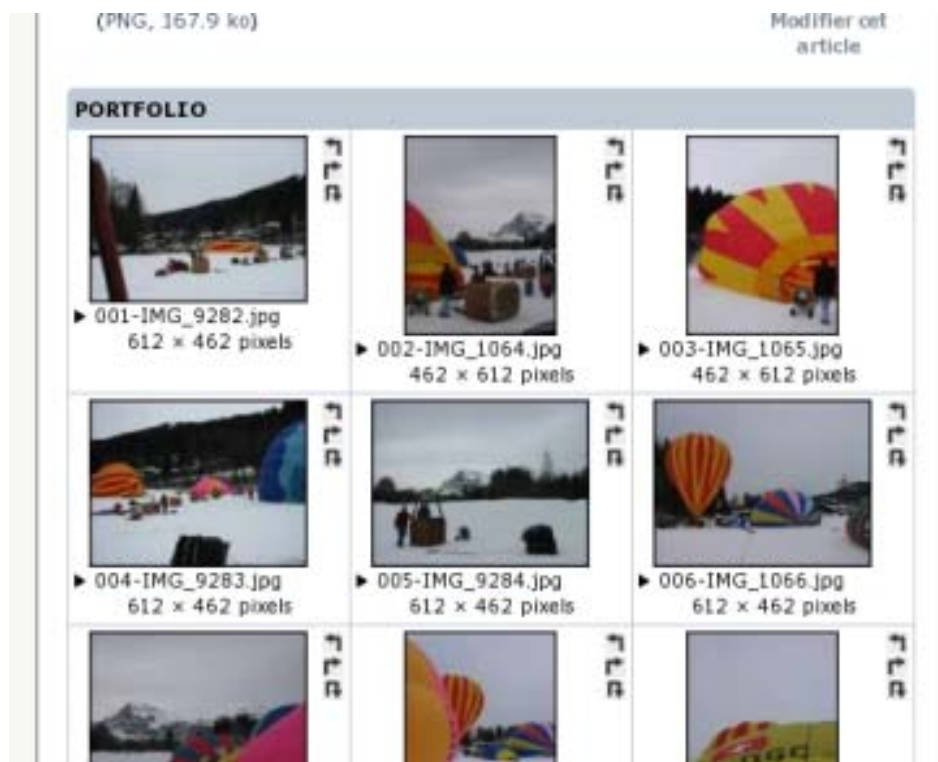 (PNG, 167.9 ko)
Modifier cet
article
PORTFOLIO
001-IMG_9282.jpg
612 × 462 pixels
002-IMG_1064.jpg
462 × 612 pixels
003-IMG_1065.jpg
462 × 612 pixels
004-IMG_9283.jpg
612 × 462 pixels
005-IMG_9284.jpg
612 × 462 pixels
006-IMG_1066.jpg
612 × 462 pixels